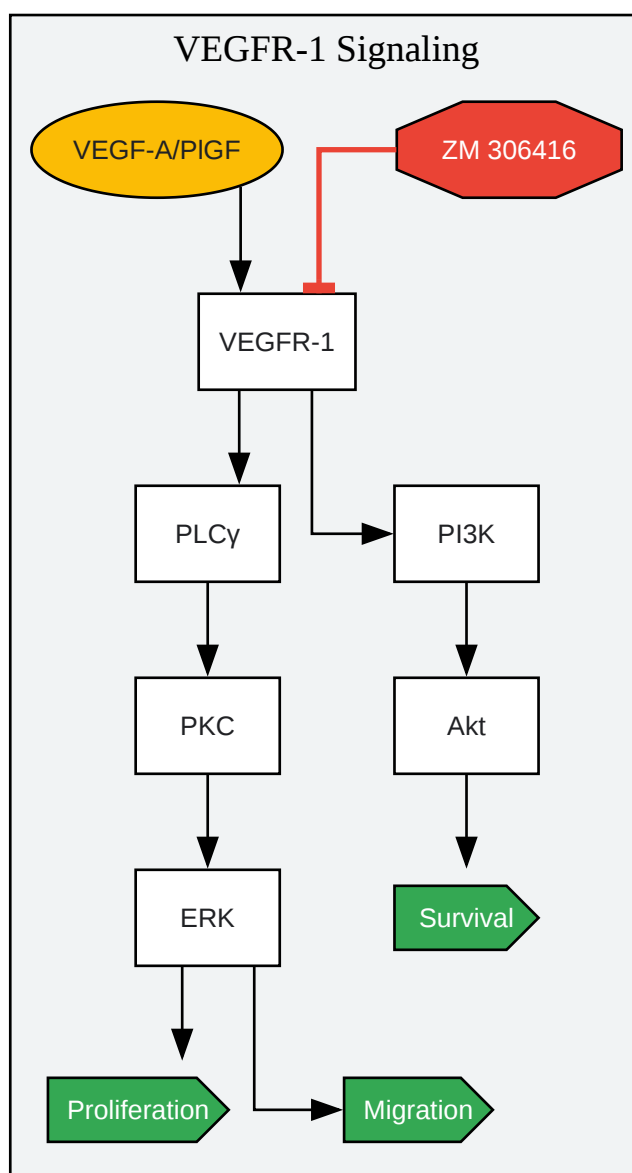 VEGFR-1 Signaling
VEGF-A/PlGF
ZM 306416
VEGFR-1
PLCγ
PI3K
PKC
Akt
ERK
Survival
Proliferation
Migration